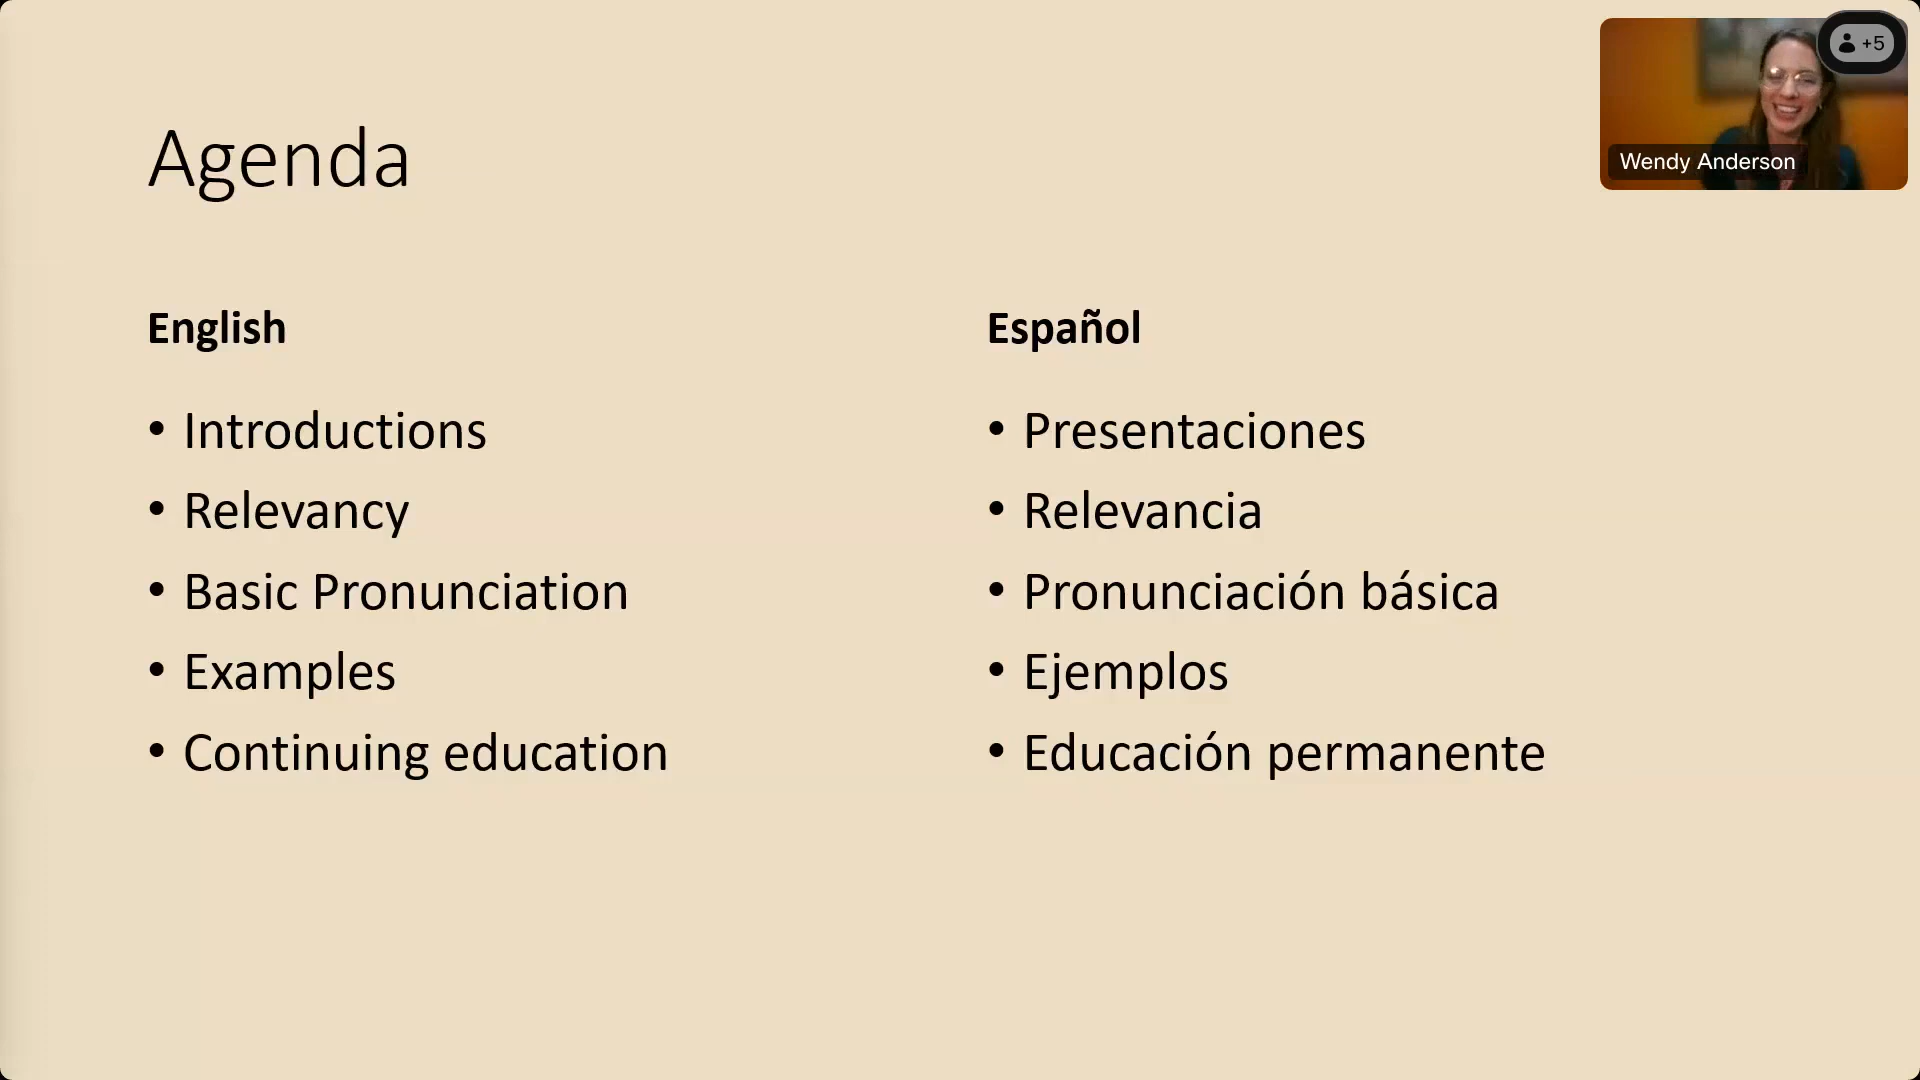 Agenda
+5
Wendy Anderson
English
• Introductions
• Relevancy
• Basic Pronunciation
• Examples
• Continuing education
Español
• Presentaciones
• Relevancia
• Pronunciación básica
• Ejemplos
• Educación permanente